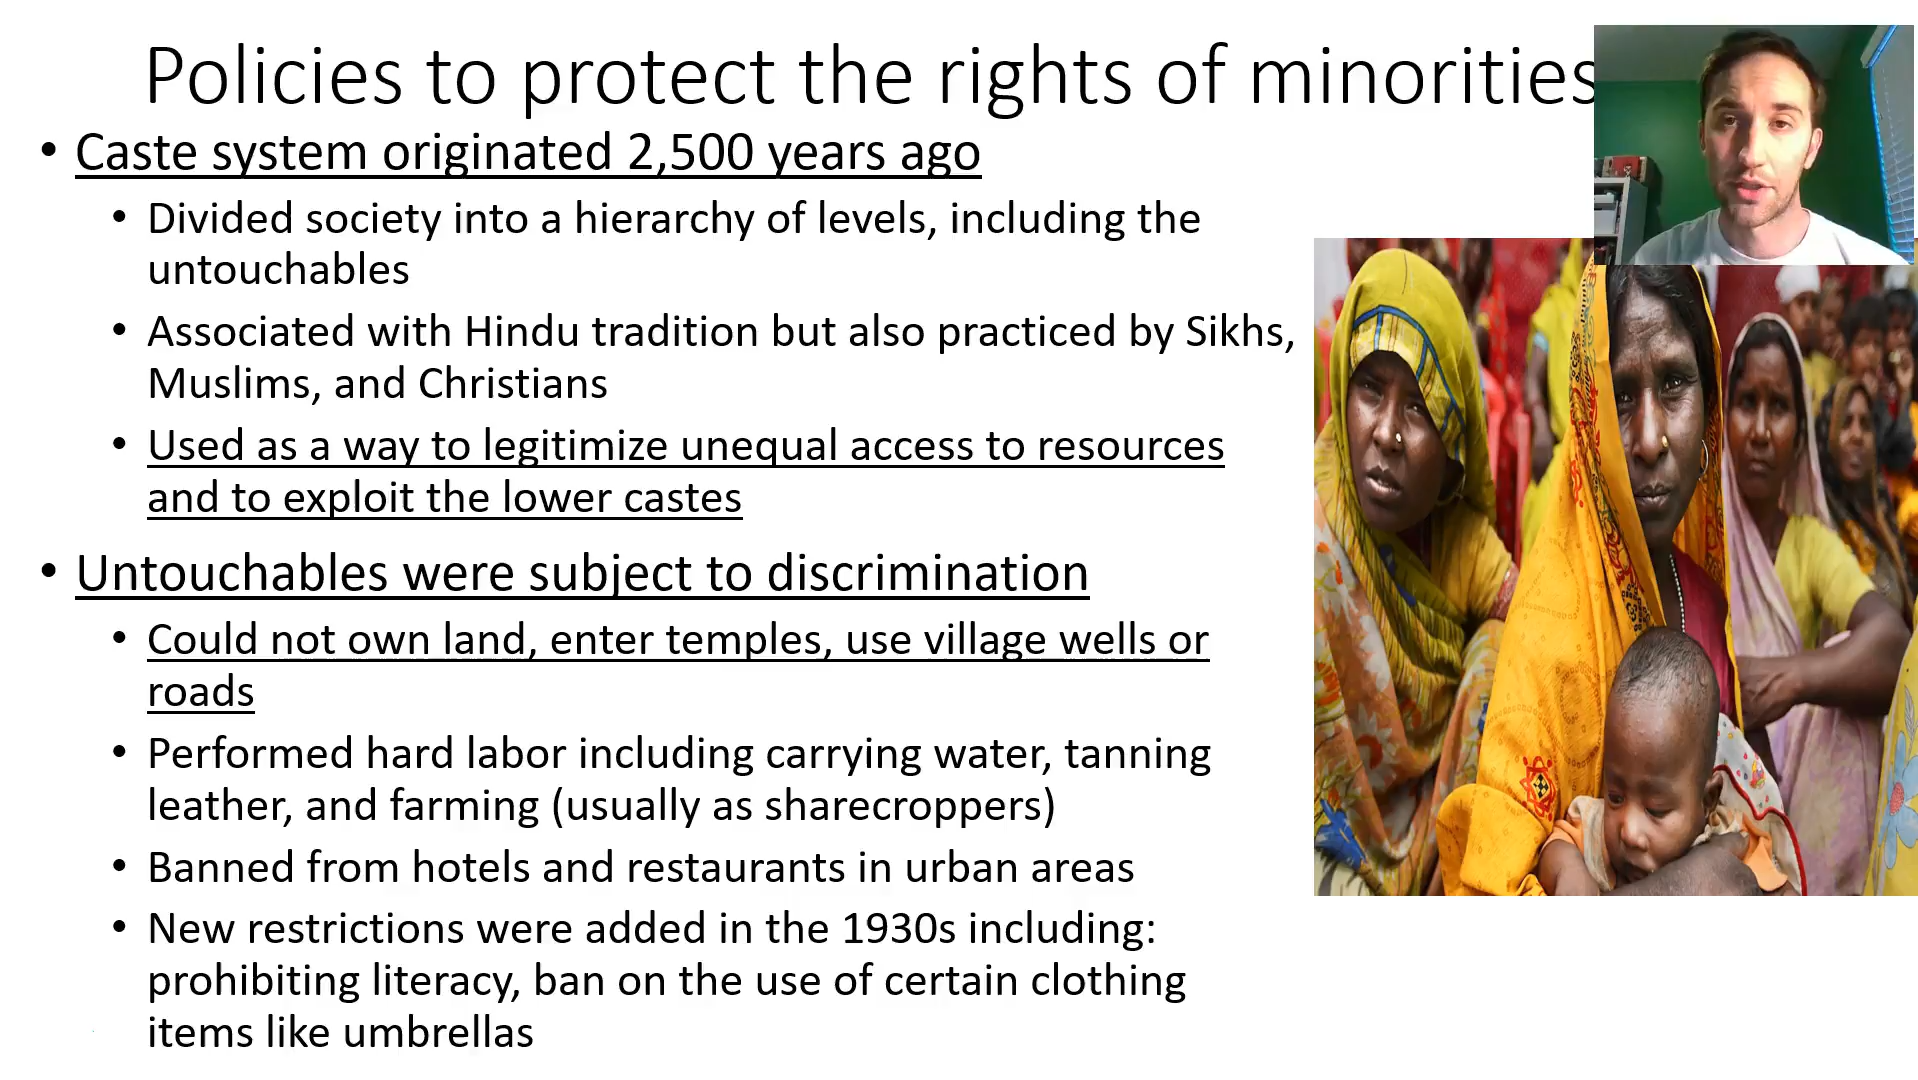 Policies to protect the rights of minorities
• Caste system originated 2,500 years ago
• Divided society into a hierarchy of levels, including the
untouchables
• Associated with Hindu tradition but also practiced by Sikhs,
Muslims, and Christians
• Used as a way to legitimize unequal access to resources
and to exploit the lower castes
• Untouchables were subject to discrimination
• Could not own land, enter temples, use village wells or
roads
• Performed hard labor including carrying water, tanning
leather, and farming (usually as sharecroppers)
• Banned from hotels and restaurants in urban areas
• New restrictions were added in the 1930s including:
prohibiting literacy, ban on the use of certain clothing
items like umbrellas